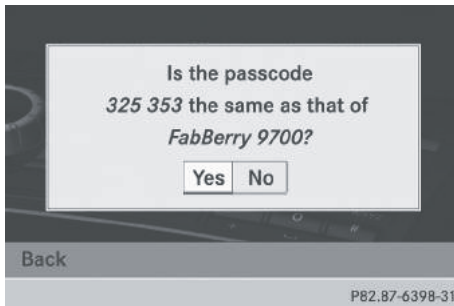 Is the passcode
325 353 the same as that of
FabBerry 9700?
Yes No
Back
P82.87-6398-31